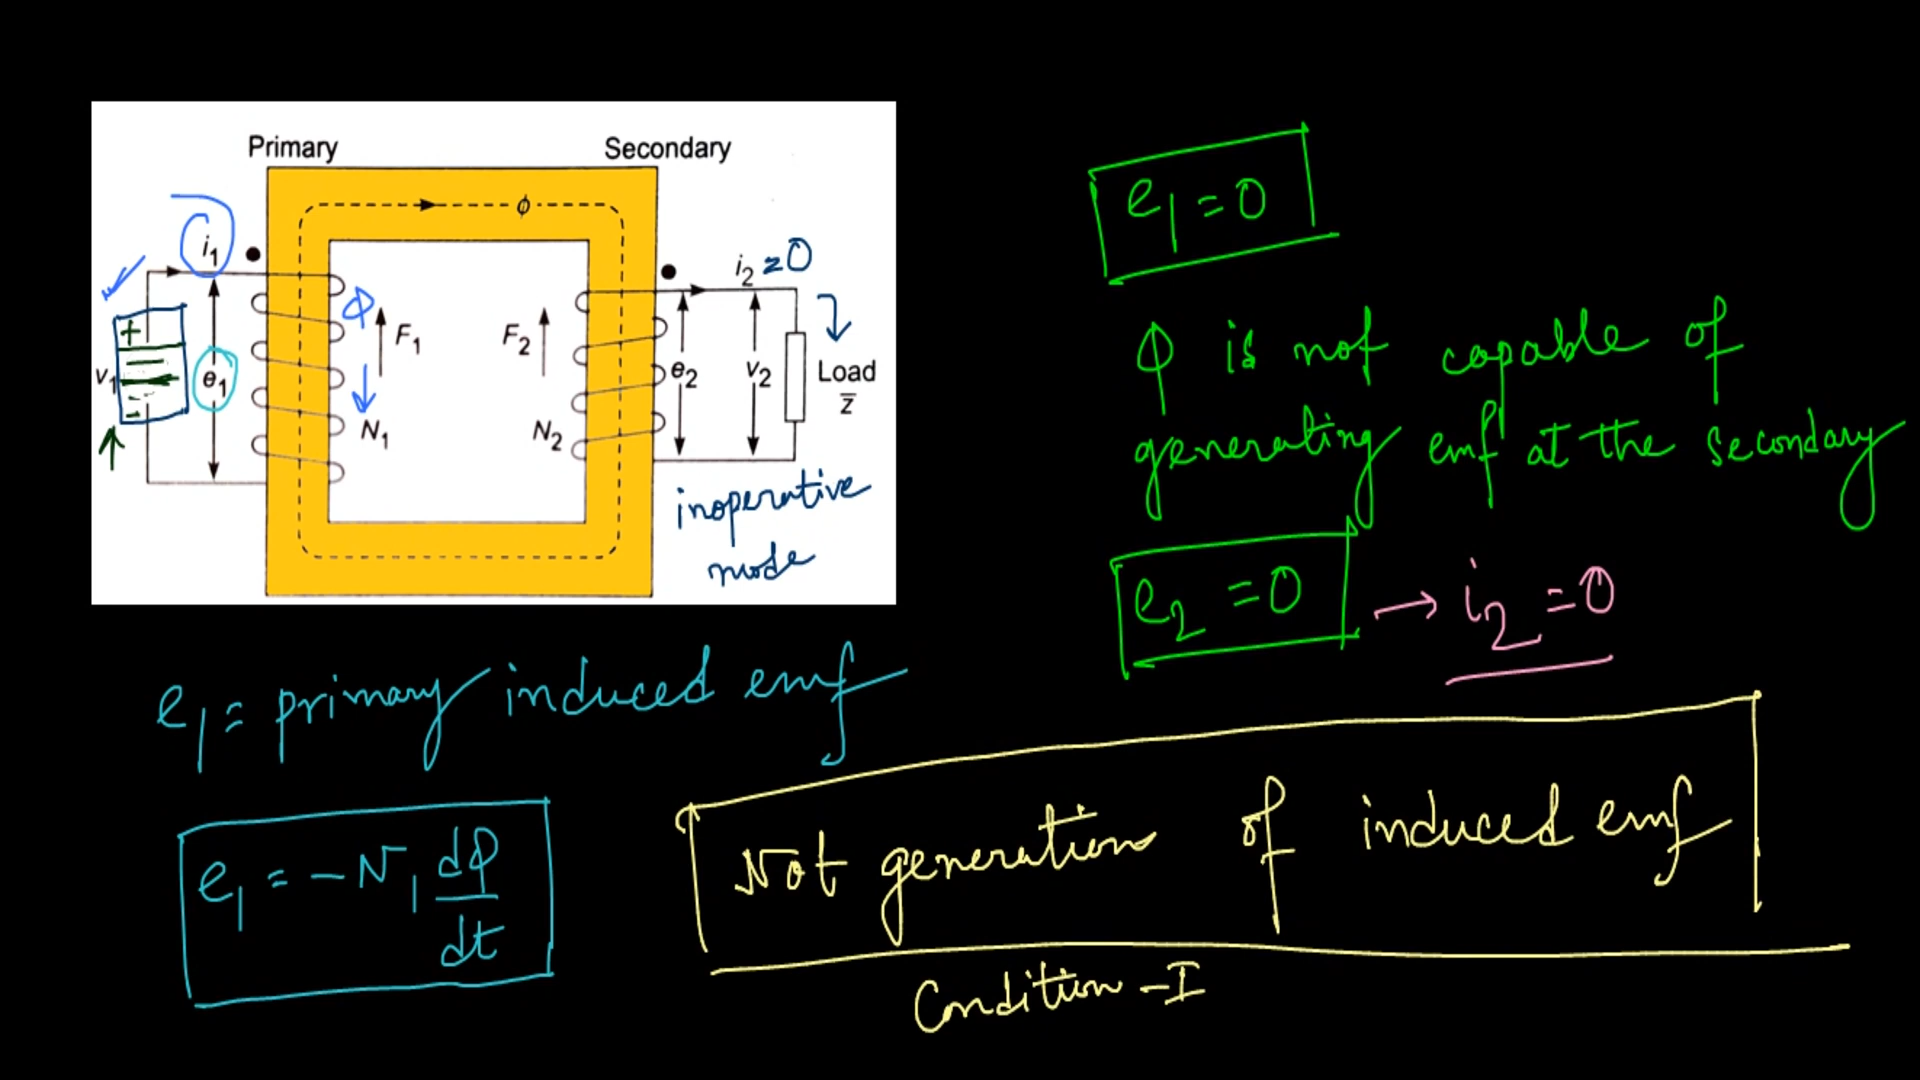 Primary
Secondary
ϕ
i₁
i₂ = 0
ϕ
+
F₁
F₂
v₁
e₁
e₂
v₂
Load
z̅
-
N₁
N₂
inoperative
mode
e₁ = primary induced emf
e₁ = -N₁ dϕ/dt
e₁ = 0
ϕ is not capable of
generating emf at the secondary
e₂ = 0 → i₂ = 0
Not generation of induced emf
Condition - I